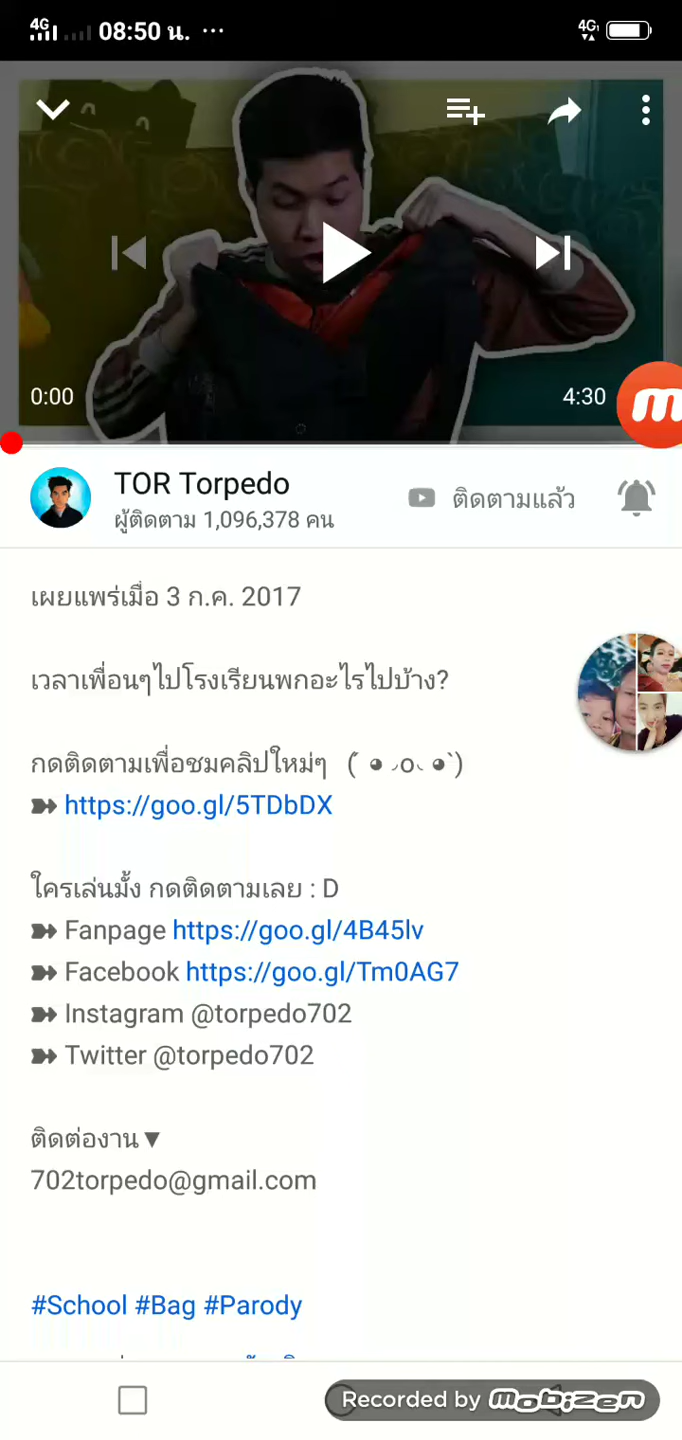 4G 08:50 น. ... 4G
0:00 4:30
TOR Torpedo
ติดตามแล้ว
ผู้ติดตาม 1,096,378 คน
เผยแพร่เมื่อ 3 ก.ค. 2017
เวลาเพื่อนๆไปโรงเรียนพกอะไรไปบ้าง?
กดติดตามเพื่อชมคลิปใหม่ๆ (́ ◕ ◞o◟ ◕`)
➽ https://goo.gl/5TDbDX
ใครเล่นมั้ง กดติดตามเลย : D
➽ Fanpage https://goo.gl/4B45lv
➽ Facebook https://goo.gl/Tm0AG7
➽ Instagram @torpedo702
➽ Twitter @torpedo702
ติดต่องาน▼
702torpedo@gmail.com
#School #Bag #Parody
Recorded by mobizen